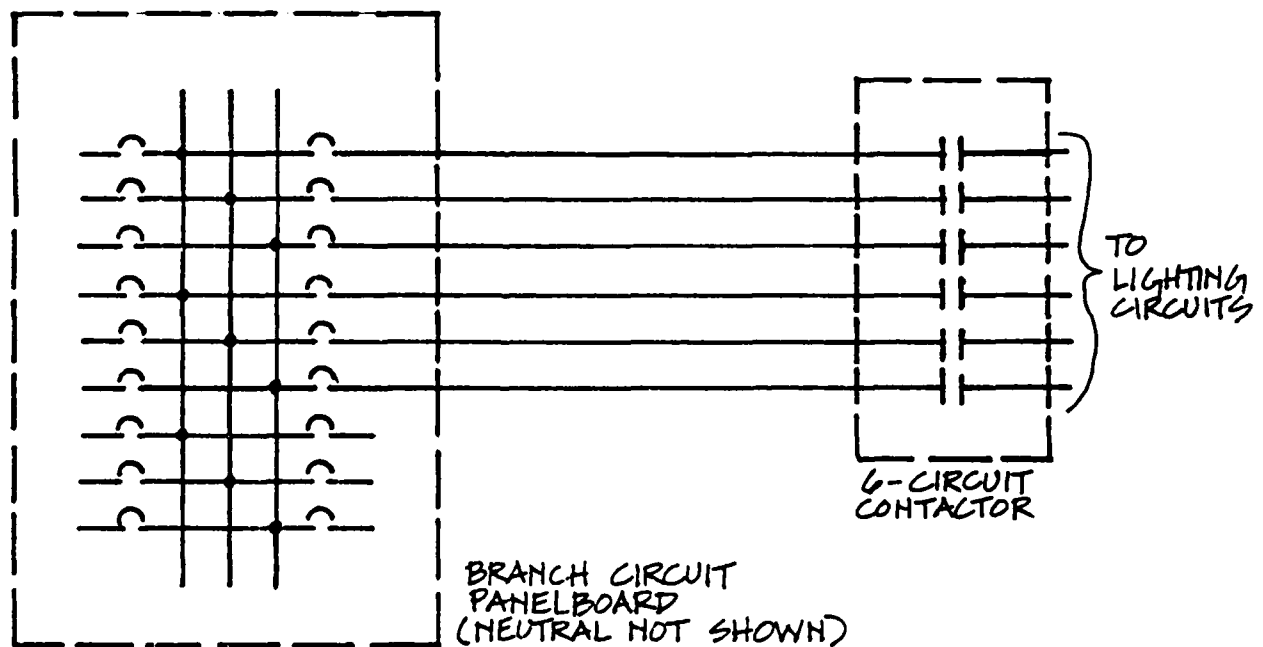 TO
LIGHTING
CIRCUITS
6-CIRCUIT
CONTACTOR
BRANCH CIRCUIT
PANELBOARD
(NEUTRAL NOT SHOWN)